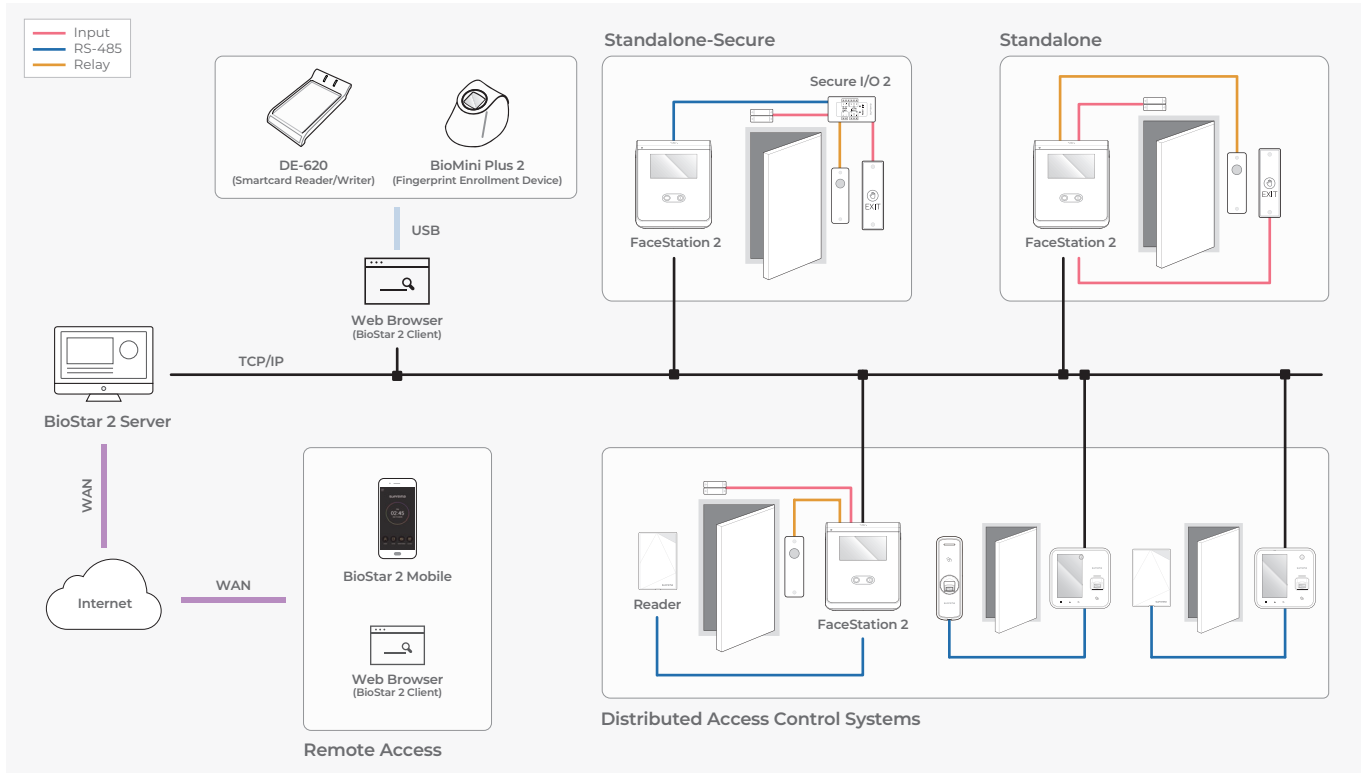 Input
RS-485
Relay
Standalone-Secure
Standalone
Secure I/O 2
DE-620
(Smartcard Reader/Writer)
BioMini Plus 2
(Fingerprint Enrollment Device)
EXIT
FaceStation 2
EXIT
FaceStation 2
USB
Web Browser
(BioStar 2 Client)
TCP/IP
BioStar 2 Server
WAN
WAN
Internet
02:45
BioStar 2 Mobile
Web Browser
(BioStar 2 Client)
Remote Access
Reader
FaceStation 2
Distributed Access Control Systems